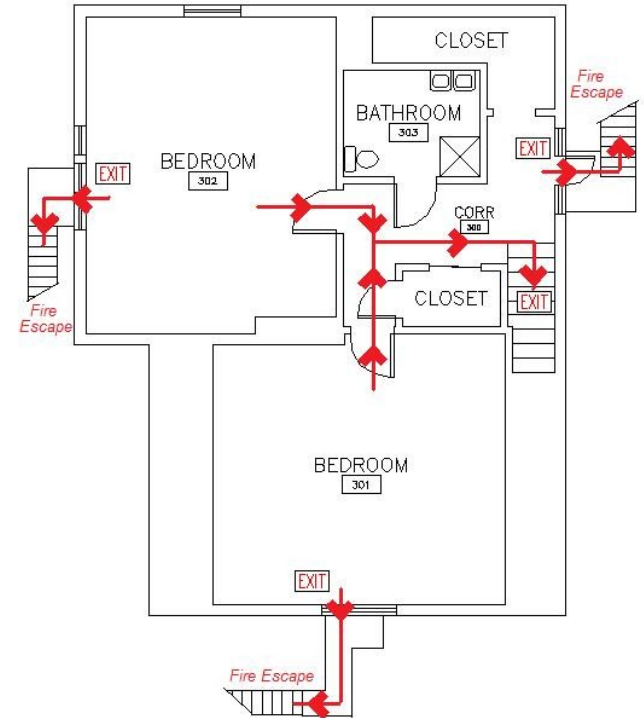 CLOSET
Fire
Escape
BATHROOM
303
EXIT
BEDROOM
302
EXIT
CORR
300
CLOSET
EXIT
Fire
Escape
BEDROOM
301
EXIT
Fire Escape